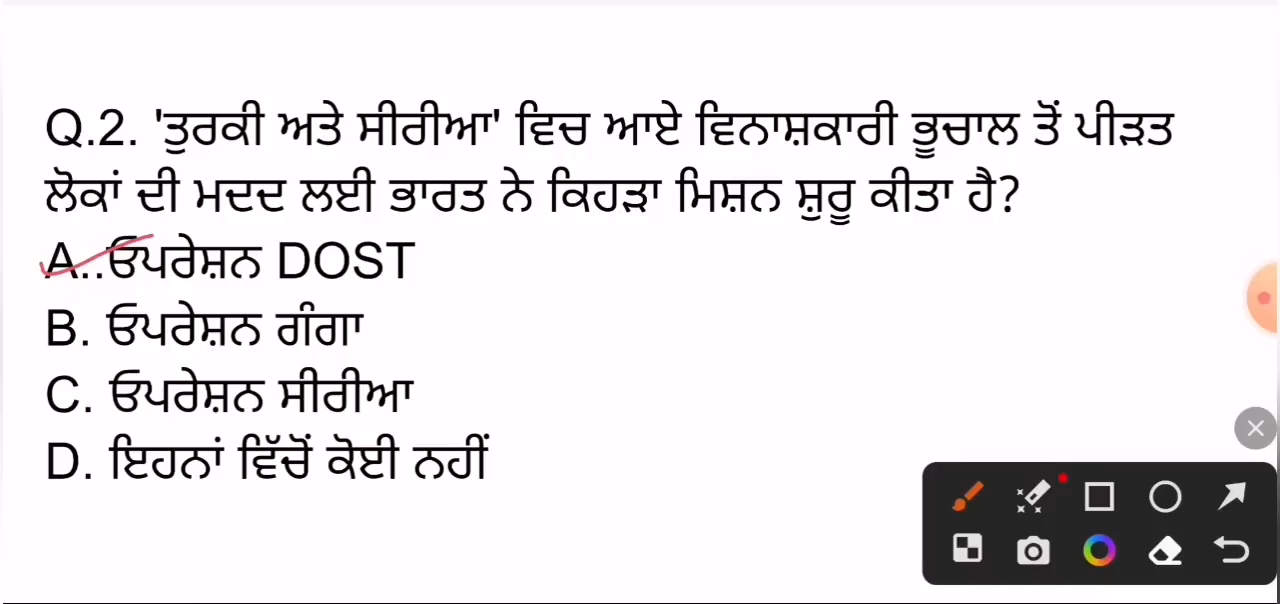 Q.2. 'ਤੁਰਕੀ ਅਤੇ ਸੀਰੀਆ' ਵਿਚ ਆਏ ਵਿਨਾਸ਼ਕਾਰੀ ਭੂਚਾਲ ਤੋਂ ਪੀੜਤ
ਲੋਕਾਂ ਦੀ ਮਦਦ ਲਈ ਭਾਰਤ ਨੇ ਕਿਹੜਾ ਮਿਸ਼ਨ ਸ਼ੁਰੂ ਕੀਤਾ ਹੈ?
A..ਓਪਰੇਸ਼ਨ DOST
B. ਓਪਰੇਸ਼ਨ ਗੰਗਾ
C. ਓਪਰੇਸ਼ਨ ਸੀਰੀਆ
D. ਇਹਨਾਂ ਵਿੱਚੋਂ ਕੋਈ ਨਹੀਂ